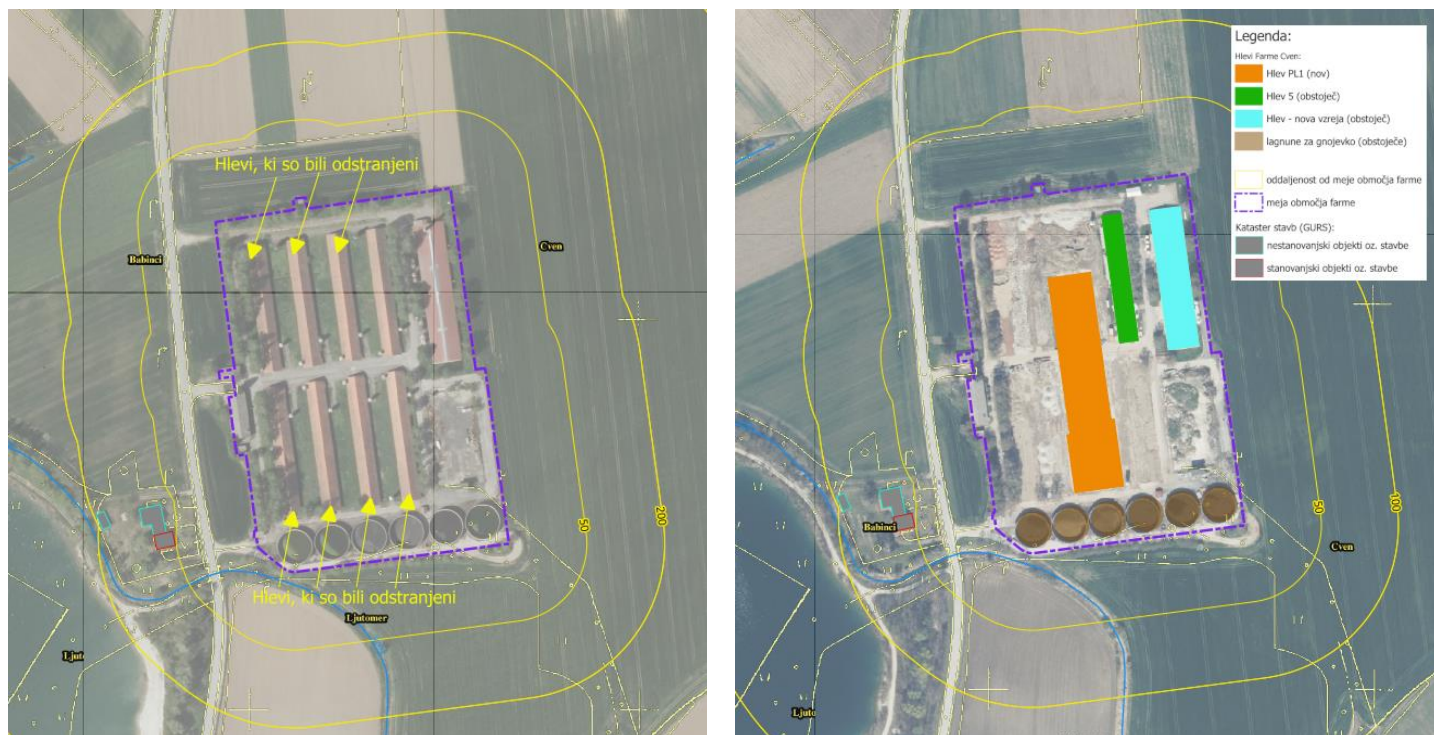 Hlevi, ki so bili odstranjeni
Babinci
Cven
50
200
Hlevi, ki so bili odstranjeni
Ljutomer
Ljut
Legenda:
Hlevi Farme Cven:
Hlev PL1 (nov)
Hlev 5 (obstoječ)
Hlev - nova vzreja (obstoječ)
lagnune za gnojevko (obstoječe)
oddaljenost od meje območja farme
meja območja farme
Kataster stavb (GURS):
nestanovanjski objekti oz. stavbe
stanovanjski objekti oz. stavbe
50
100
Babinci
Cven
Ljuto